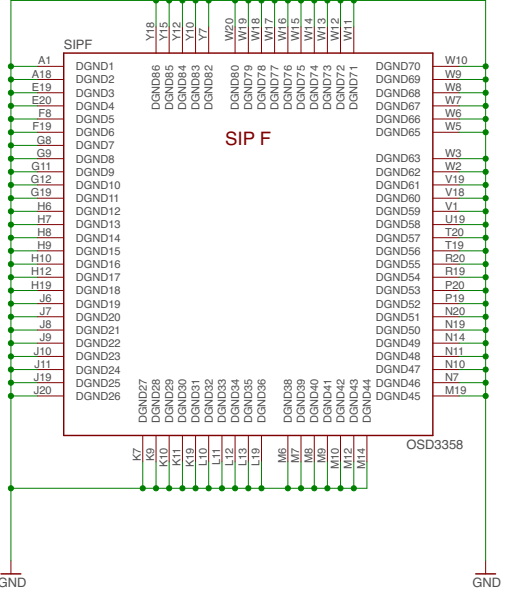 Y18
Y15
Y12
Y10
Y7
W20
W19
W18
W17
W16
W15
W14
W13
W12
W11
SIPF
DGND86
DGND85
DGND84
DGND83
DGND82
DGND80
DGND79
DGND78
DGND77
DGND76
DGND75
DGND74
DGND73
DGND72
DGND71
SIP F
A1 DGND1
A18 DGND2
E19 DGND3
E20 DGND4
F8 DGND5
F19 DGND6
G8 DGND7
G9 DGND8
G11 DGND9
G12 DGND10
G19 DGND11
H6 DGND12
H7 DGND13
H8 DGND14
H9 DGND15
H10 DGND16
H12 DGND17
H19 DGND18
J6 DGND19
J7 DGND20
J8 DGND21
J9 DGND22
J10 DGND23
J11 DGND24
J19 DGND25
J20 DGND26
DGND70 W10
DGND69 W9
DGND68 W8
DGND67 W7
DGND66 W6
DGND65 W5
DGND63 W3
DGND62 W2
DGND61 V19
DGND60 V18
DGND59 V1
DGND58 U19
DGND57 T20
DGND56 T19
DGND55 R20
DGND54 R19
DGND53 P20
DGND52 P19
DGND51 N20
DGND50 N19
DGND49 N14
DGND48 N11
DGND47 N10
DGND46 N7
DGND45 M19
DGND27
DGND28
DGND29
DGND30
DGND31
DGND32
DGND33
DGND34
DGND35
DGND36
DGND38
DGND39
DGND40
DGND41
DGND42
DGND43
DGND44
OSD3358
K7
K9
K10
K11
K19
L10
L11
L12
L13
L19
M6
M7
M8
M9
M10
M12
M14
GND
GND